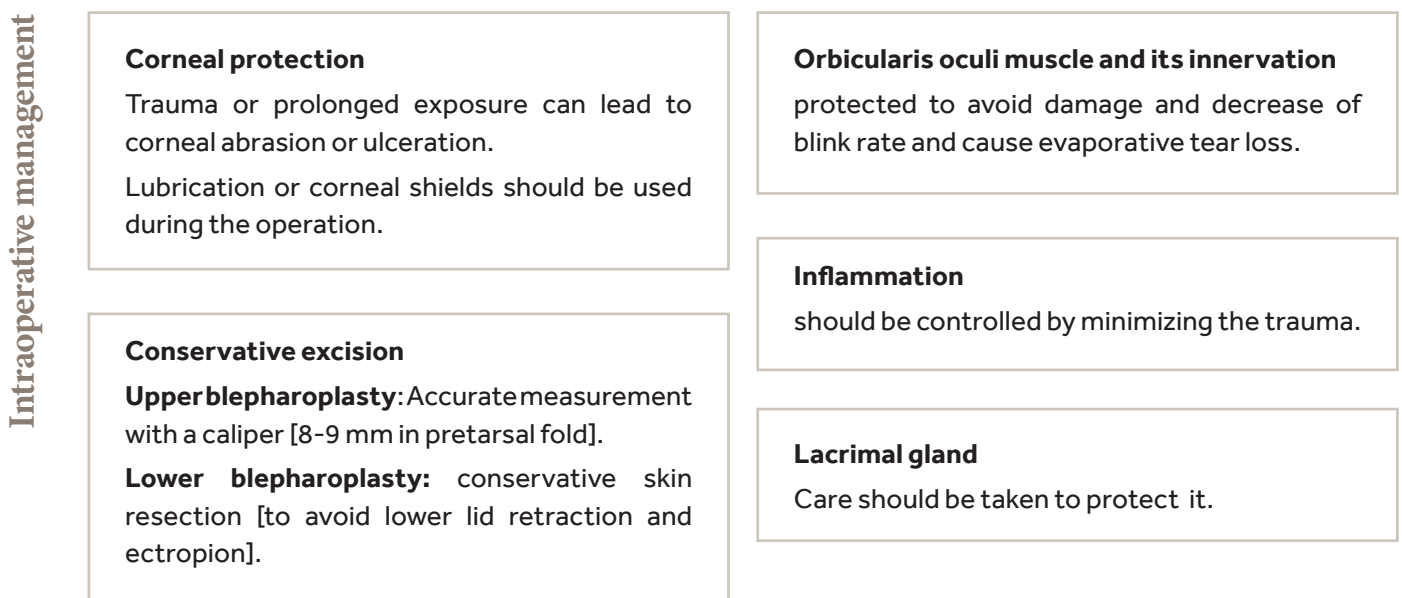 Intraoperative management
Corneal protection
Trauma or prolonged exposure can lead to
corneal abrasion or ulceration.
Lubrication or corneal shields should be used
during the operation.
Conservative excision
Upper blepharoplasty: Accurate measurement
with a caliper [8-9 mm in pretarsal fold].
Lower blepharoplasty: conservative skin
resection [to avoid lower lid retraction and
ectropion].
Orbicularis oculi muscle and its innervation
protected to avoid damage and decrease of
blink rate and cause evaporative tear loss.
Inflammation
should be controlled by minimizing the trauma.
Lacrimal gland
Care should be taken to protect it.